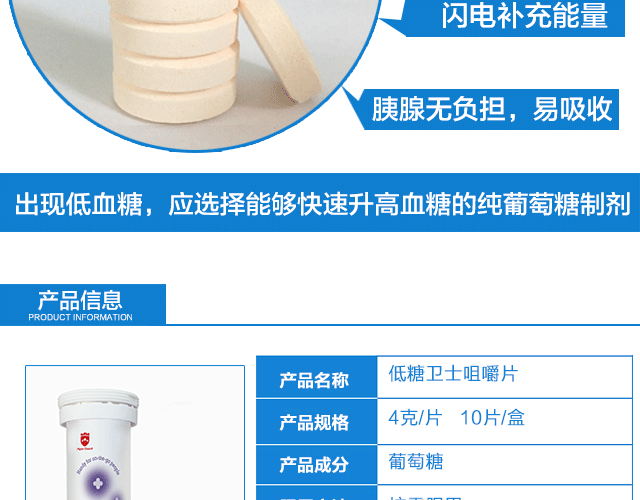 闪电补充能量
胰腺无负担，易吸收
出现低血糖，应选择能够快速升高血糖的纯葡萄糖制剂
产品信息
PRODUCT INFORMATION
产品名称 低糖卫士咀嚼片
产品规格 4克/片 10片/盒
产品成分 葡萄糖